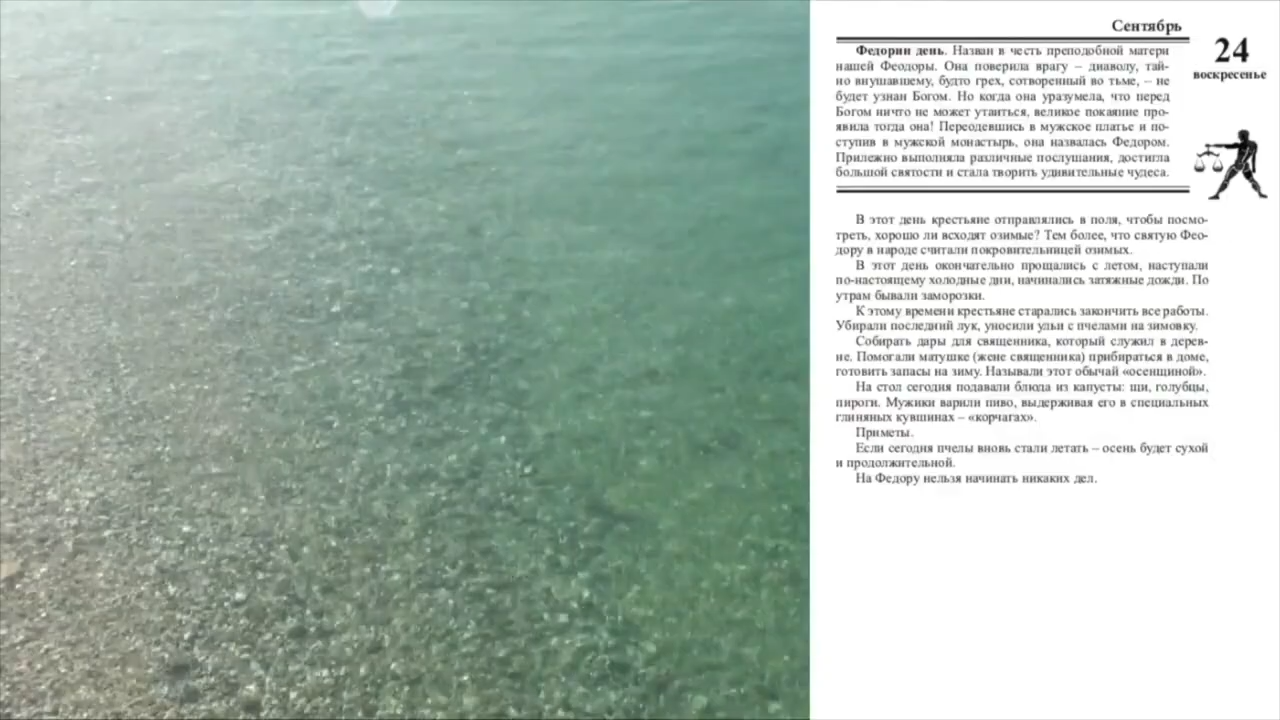 Сентябрь
24
воскресенье
Федорин день. Назван в честь преподобной матери
нашей Феодоры. Она поверила врагу – диаволу, тай-
но внушавшему, будто грех, сотворенный во тьме, – не
будет узнан Богом. Но когда она уразумела, что перед
Богом ничто не может утаиться, великое покаяние про-
явила тогда она! Переодевшись в мужское платье и по-
ступив в мужской монастырь, она назвалась Федором.
Прилежно выполняла различные послушания, достигла
большой святости и стала творить удивительные чудеса.
В этот день крестьяне отправлялись в поля, чтобы посмо-
треть, хорошо ли всходят озимые? Тем более, что святую Фео-
дору в народе считали покровительницей озимых.
В этот день окончательно прощались с летом, наступали
по-настоящему холодные дни, начинались затяжные дожди. По
утрам бывали заморозки.
К этому времени крестьяне старались закончить все работы.
Убирали последний лук, уносили ульи с пчелами на зимовку.
Собирать дары для священника, который служил в дерев-
не. Помогали матушке (жене священника) прибираться в доме,
готовить запасы на зиму. Называли этот обычай «осенщиной».
На стол сегодня подавали блюда из капусты: щи, голубцы,
пироги. Мужики варили пиво, выдерживая его в специальных
глиняных кувшинах – «корчагах».
Приметы.
Если сегодня пчелы вновь стали летать – осень будет сухой
и продолжительной.
На Федору нельзя начинать никаких дел.